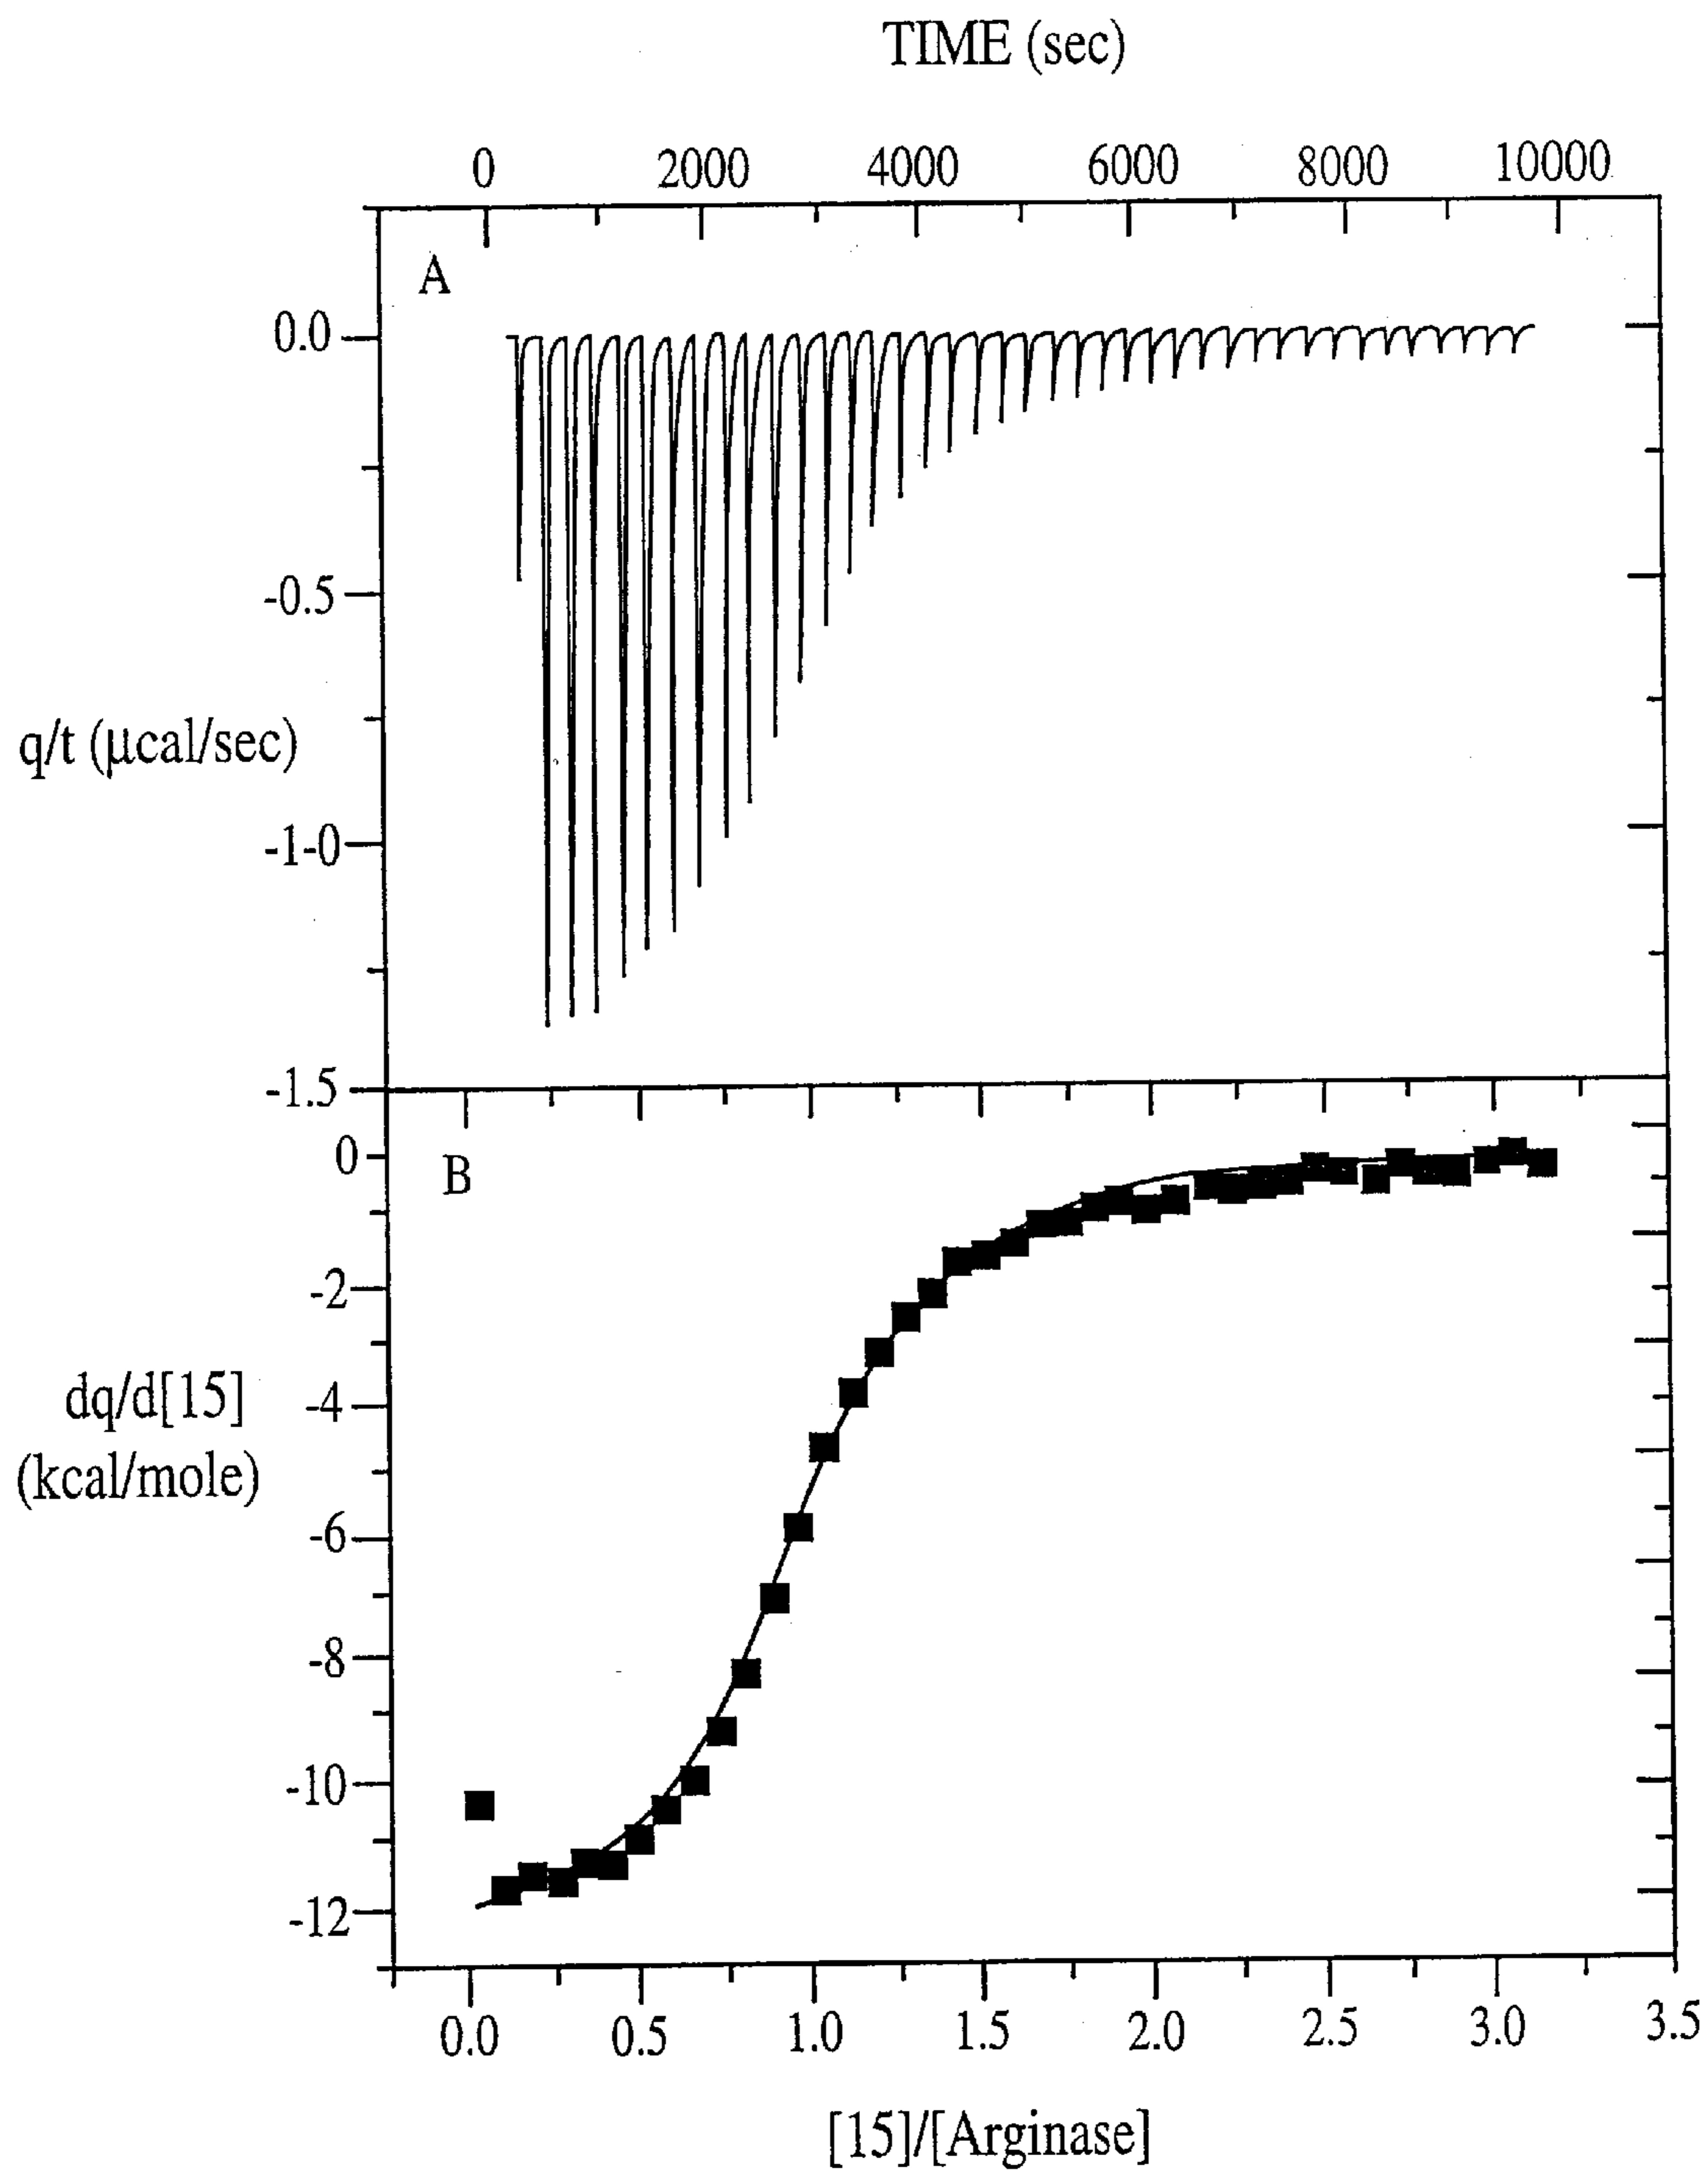 TIME (sec)
0 2000 4000 6000 8000 10000
A
0.0
-0.5
q/t (µcal/sec)
-1-0
-1.5
0
B
-2
dq/d[15]
-4
(kcal/mole)
-6
-8
-10
-12
0.0 0.5 1.0 1.5 2.0 2.5 3.0 3.5
[15]/[Arginase]